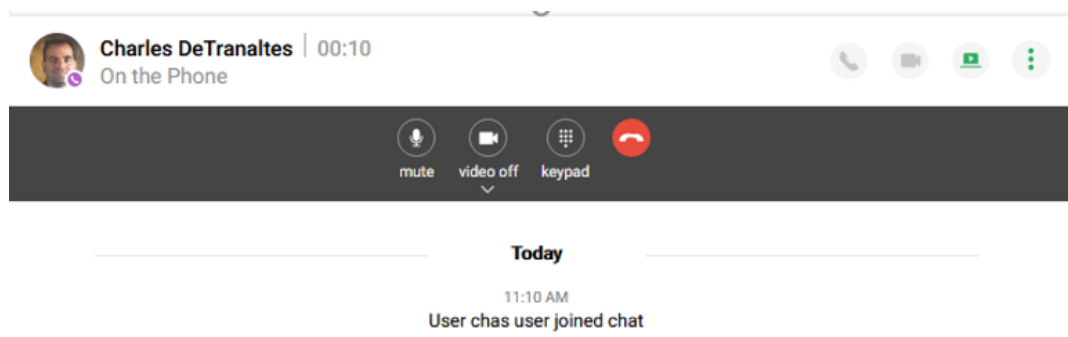 Charles DeTranaltes | 00:10
On the Phone
mute video off keypad
Today
11:10 AM
User chas user joined chat